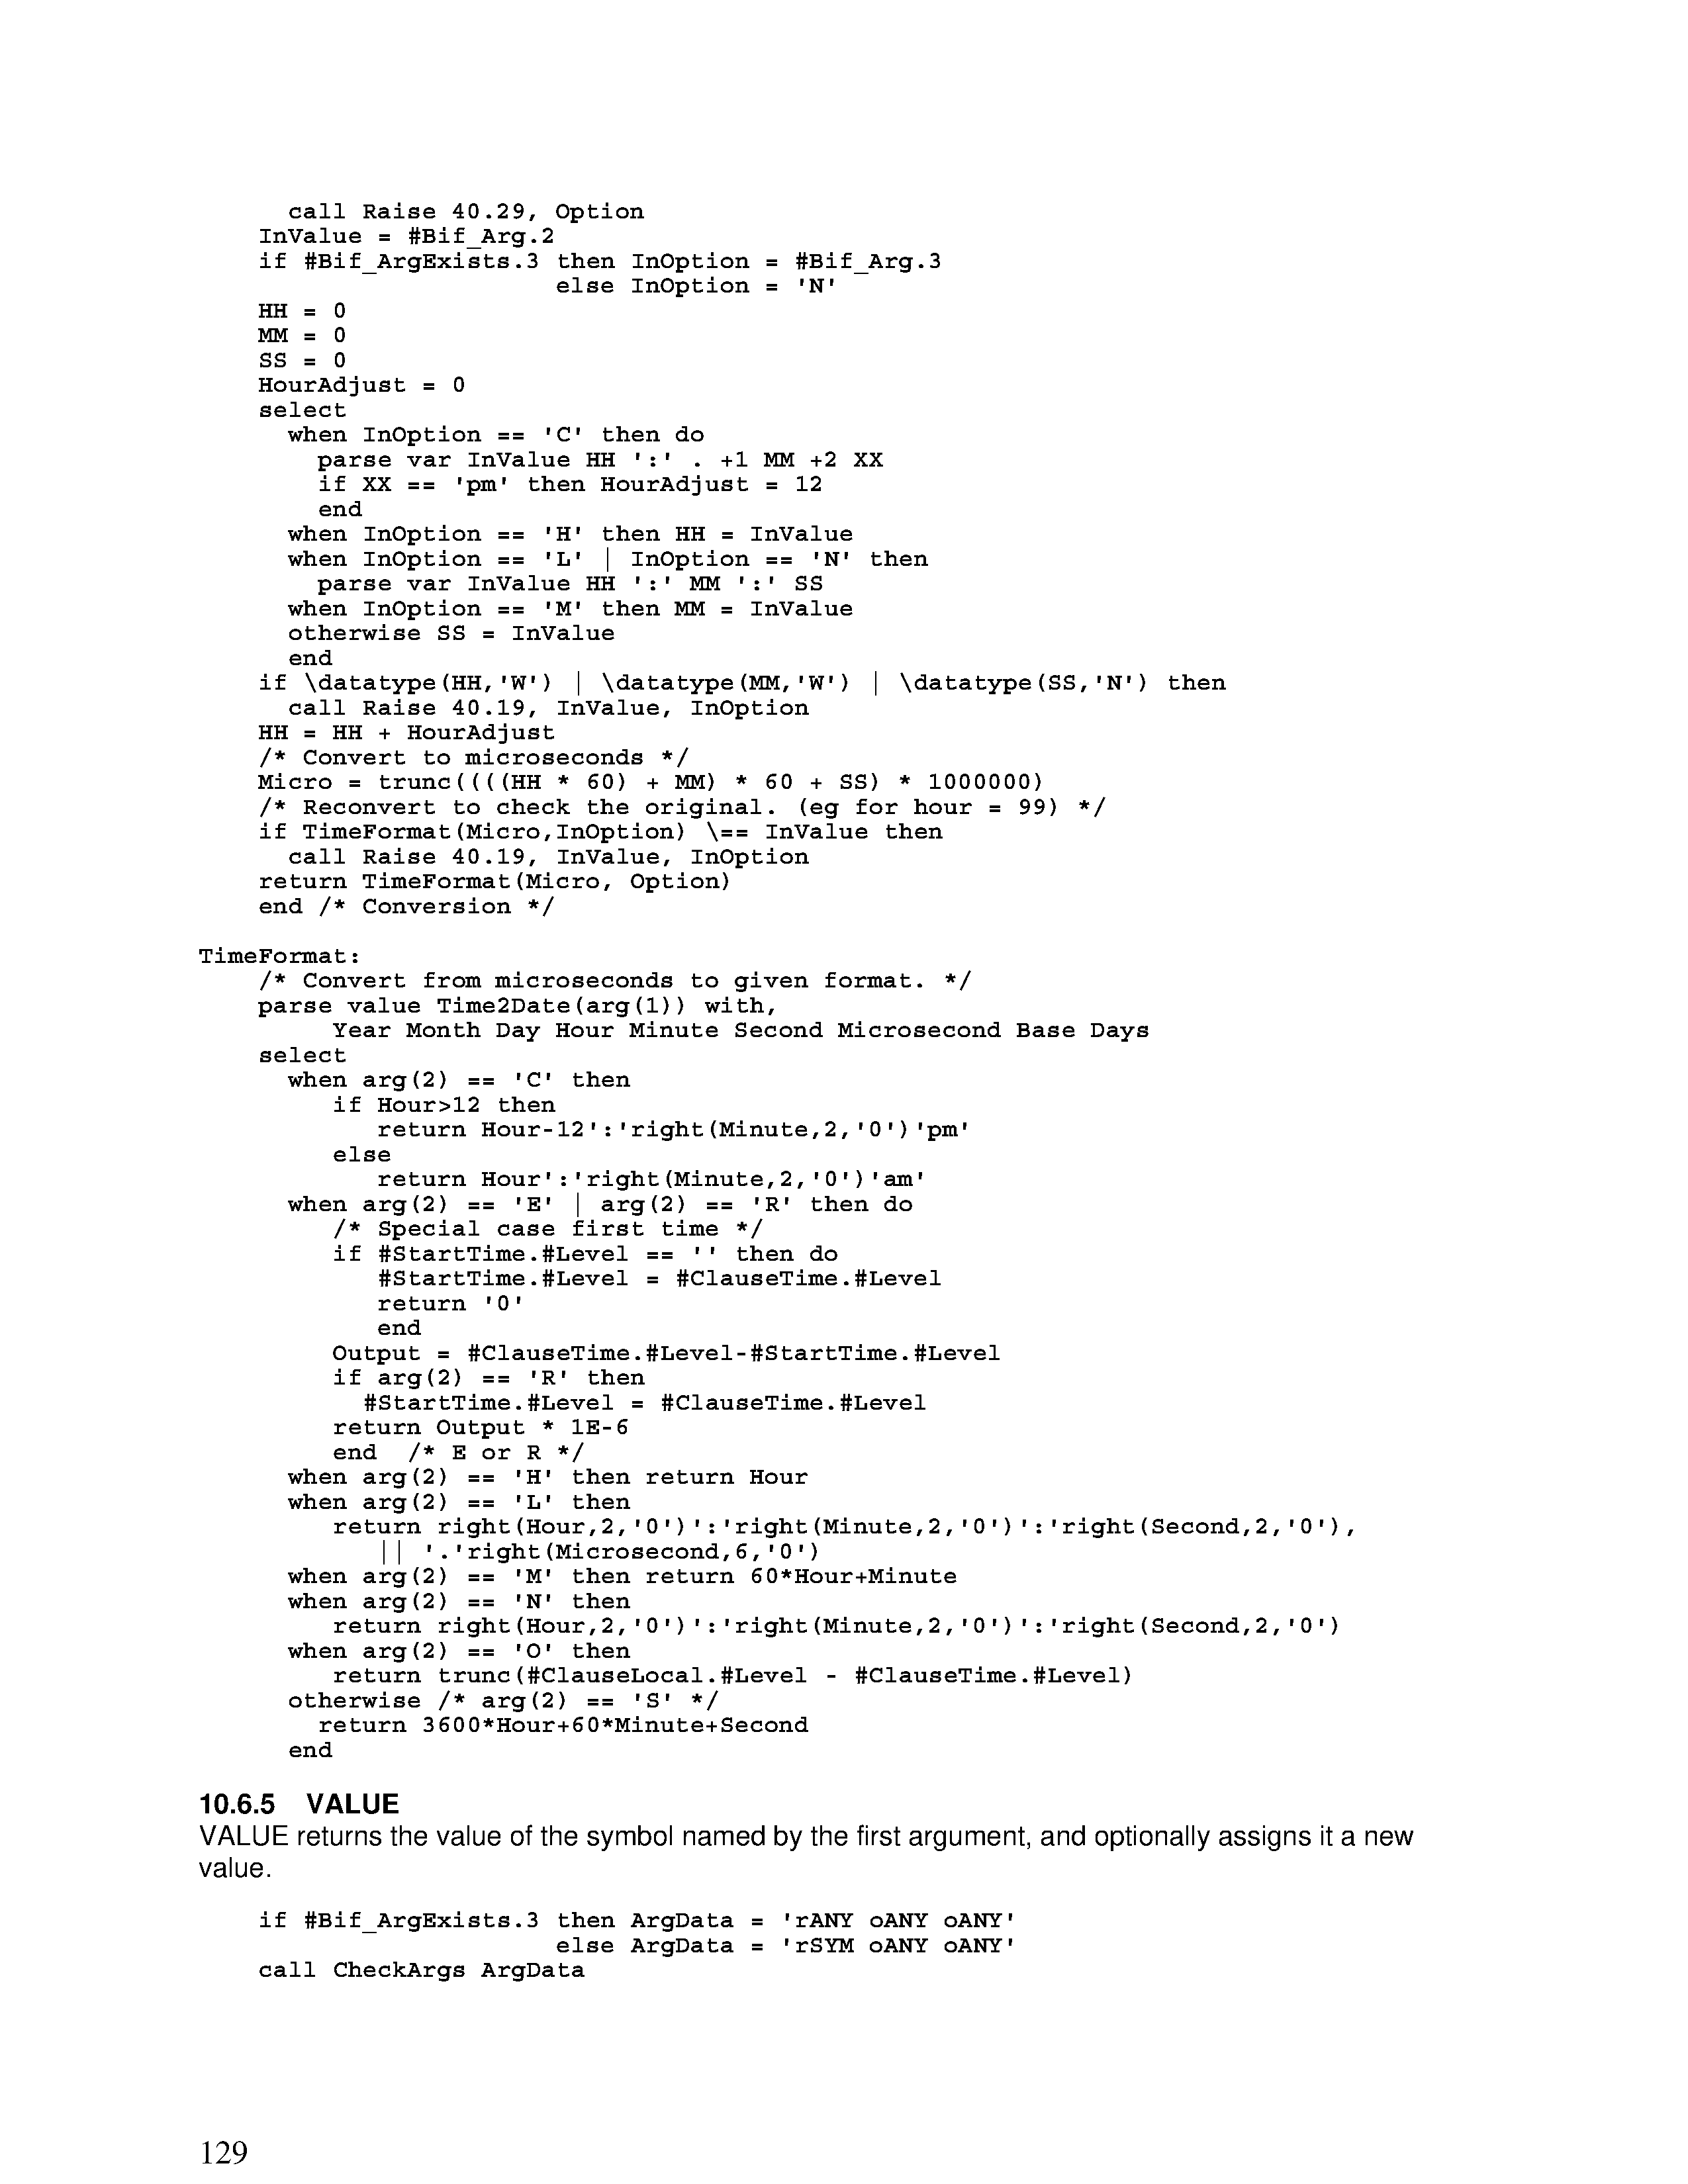 call Raise 40.29, Option
    InValue = #Bif_Arg.2
    if #Bif_ArgExists.3 then InOption = #Bif_Arg.3
                        else InOption = 'N'
    HH = 0
    MM = 0
    SS = 0
    HourAdjust = 0
    select
      when InOption == 'C' then do
        parse var InValue HH ':' . +1 MM +2 XX
        if XX == 'pm' then HourAdjust = 12
        end
      when InOption == 'H' then HH = InValue
      when InOption == 'L' | InOption == 'N' then
        parse var InValue HH ':' MM ':' SS
      when InOption == 'M' then MM = InValue
      otherwise SS = InValue
      end
    if \datatype(HH,'W') | \datatype(MM,'W') | \datatype(SS,'N') then
      call Raise 40.19, InValue, InOption
    HH = HH + HourAdjust
    /* Convert to microseconds */
    Micro = trunc((((HH * 60) + MM) * 60 + SS) * 1000000)
    /* Reconvert to check the original. (eg for hour = 99) */
    if TimeFormat(Micro,InOption) \== InValue then
      call Raise 40.19, InValue, InOption
    return TimeFormat(Micro, Option)
    end /* Conversion */

TimeFormat:
    /* Convert from microseconds to given format. */
    parse value Time2Date(arg(1)) with,
         Year Month Day Hour Minute Second Microsecond Base Days
    select
      when arg(2) == 'C' then
         if Hour>12 then
            return Hour-12':'right(Minute,2,'0')'pm'
         else
            return Hour':'right(Minute,2,'0')'am'
      when arg(2) == 'E' | arg(2) == 'R' then do
         /* Special case first time */
         if #StartTime.#Level == '' then do
            #StartTime.#Level = #ClauseTime.#Level
            return '0'
            end
         Output = #ClauseTime.#Level-#StartTime.#Level
         if arg(2) == 'R' then
           #StartTime.#Level = #ClauseTime.#Level
         return Output * 1E-6
         end  /* E or R */
      when arg(2) == 'H' then return Hour
      when arg(2) == 'L' then
         return right(Hour,2,'0')':'right(Minute,2,'0')':'right(Second,2,'0'),
            || '.'right(Microsecond,6,'0')
      when arg(2) == 'M' then return 60*Hour+Minute
      when arg(2) == 'N' then
         return right(Hour,2,'0')':'right(Minute,2,'0')':'right(Second,2,'0')
      when arg(2) == 'O' then
         return trunc(#ClauseLocal.#Level - #ClauseTime.#Level)
      otherwise /* arg(2) == 'S' */
        return 3600*Hour+60*Minute+Second
      end

10.6.5 VALUE
VALUE returns the value of the symbol named by the first argument, and optionally assigns it a new
value.

    if #Bif_ArgExists.3 then ArgData = 'rANY oANY oANY'
                        else ArgData = 'rSYM oANY oANY'
    call CheckArgs ArgData

129